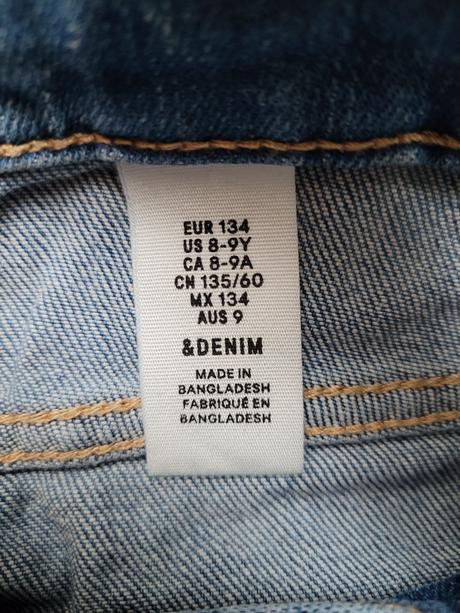 EUR 134
US 8-9Y
CA 8-9A
CN 135/60
MX 134
AUS 9
&DENIM
MADE IN
BANGLADESH
FABRIQUÉ EN
BANGLADESH